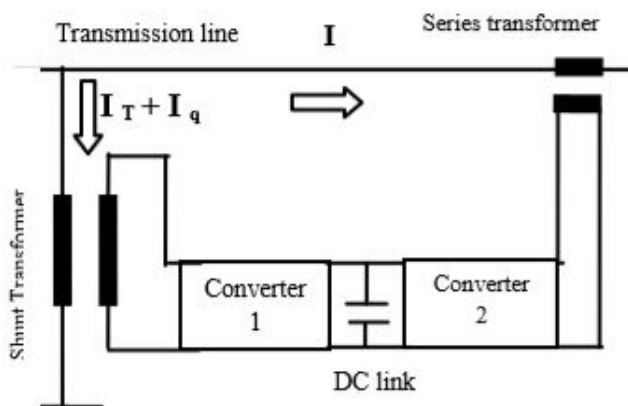 Transmission line
I
Series transformer
I T + I q
Shunt Transformer
Converter
1
Converter
2
DC link